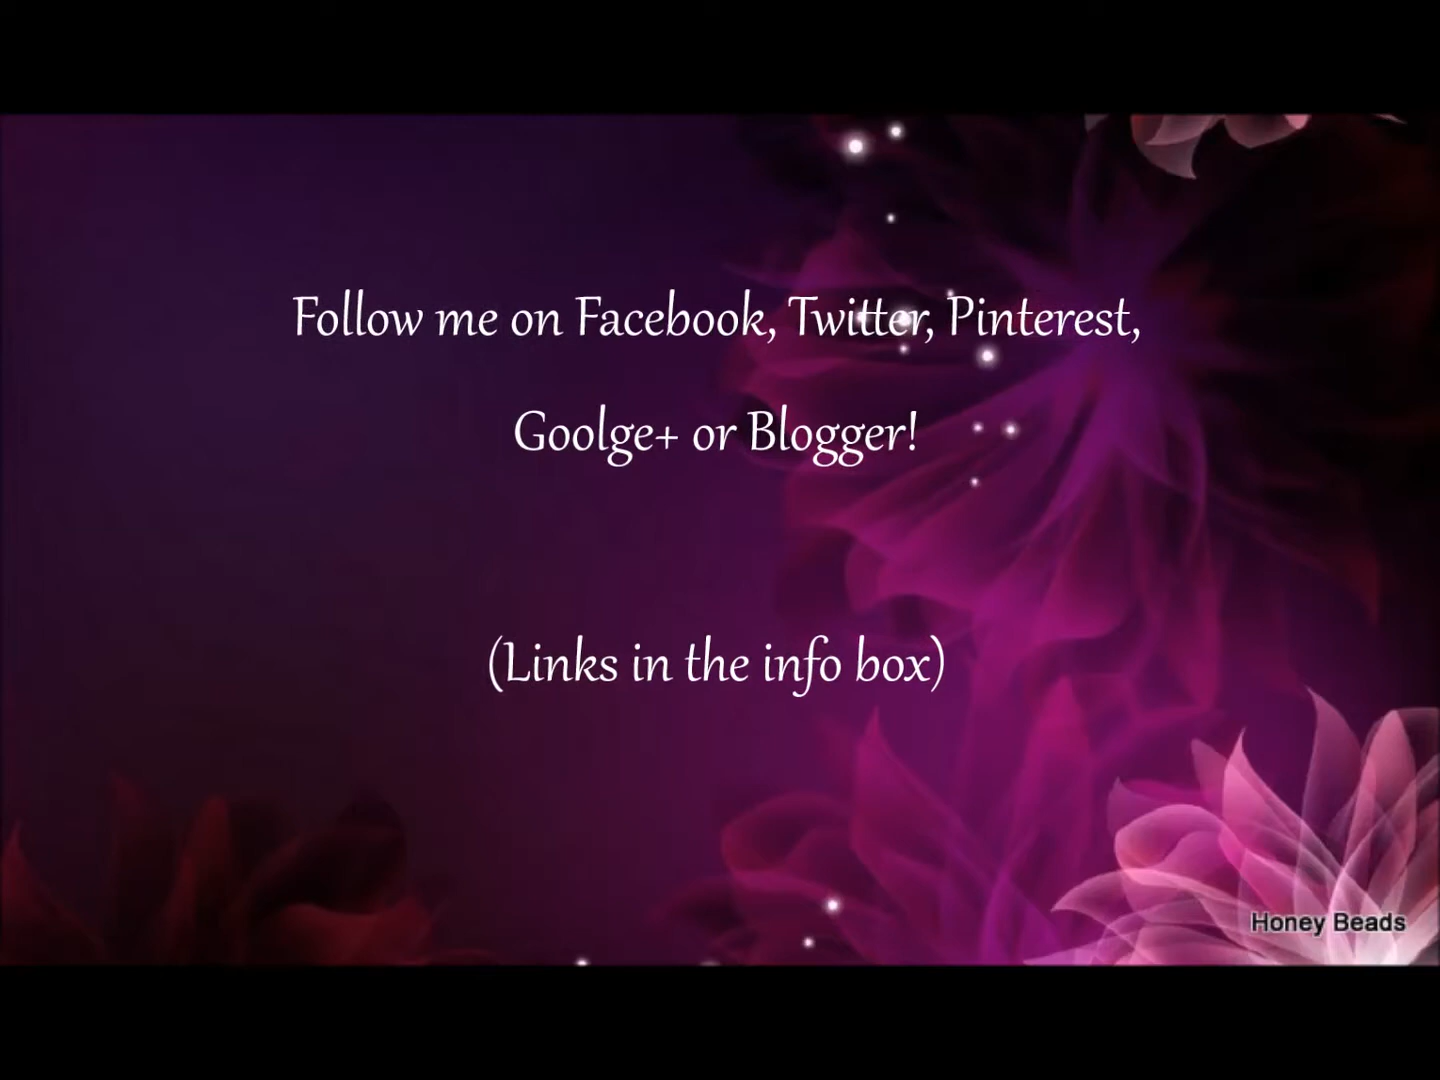 Follow me on Facebook, Twitter, Pinterest,
Goolge+ or Blogger!
(Links in the info box)
Honey Beads